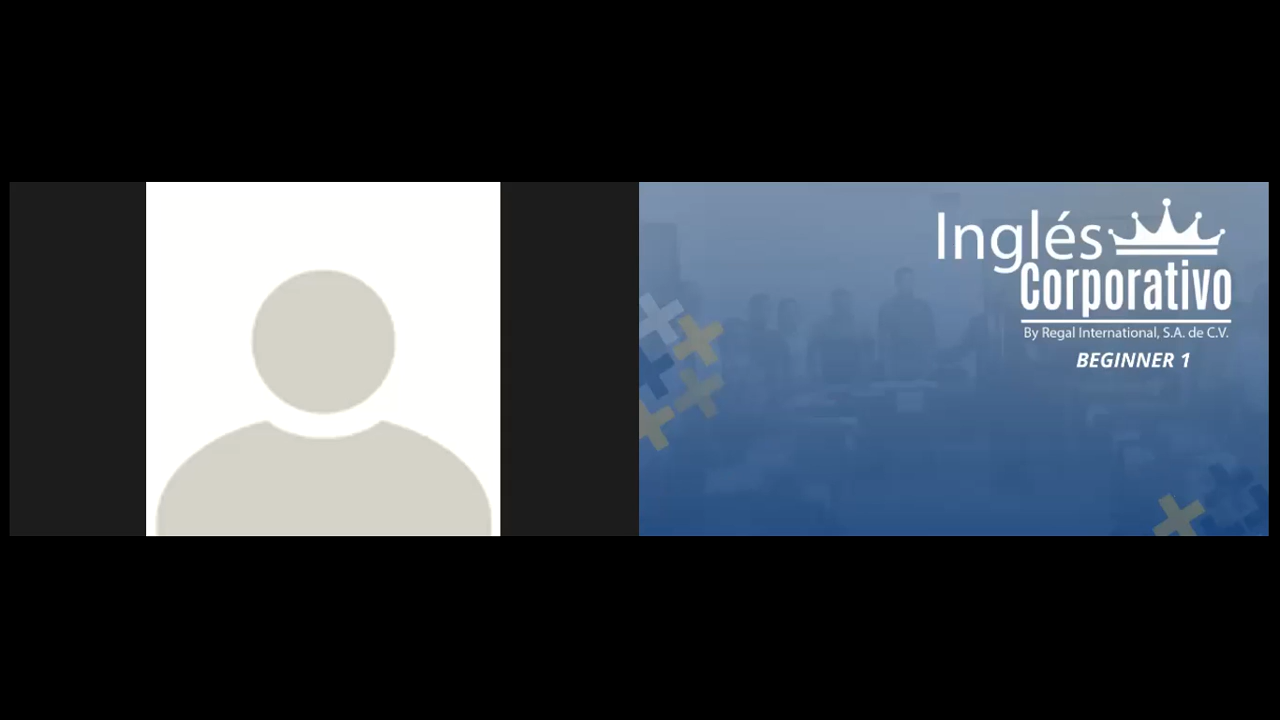 Inglés
Corporativo
By Regal International, S.A. de C.V.
BEGINNER 1